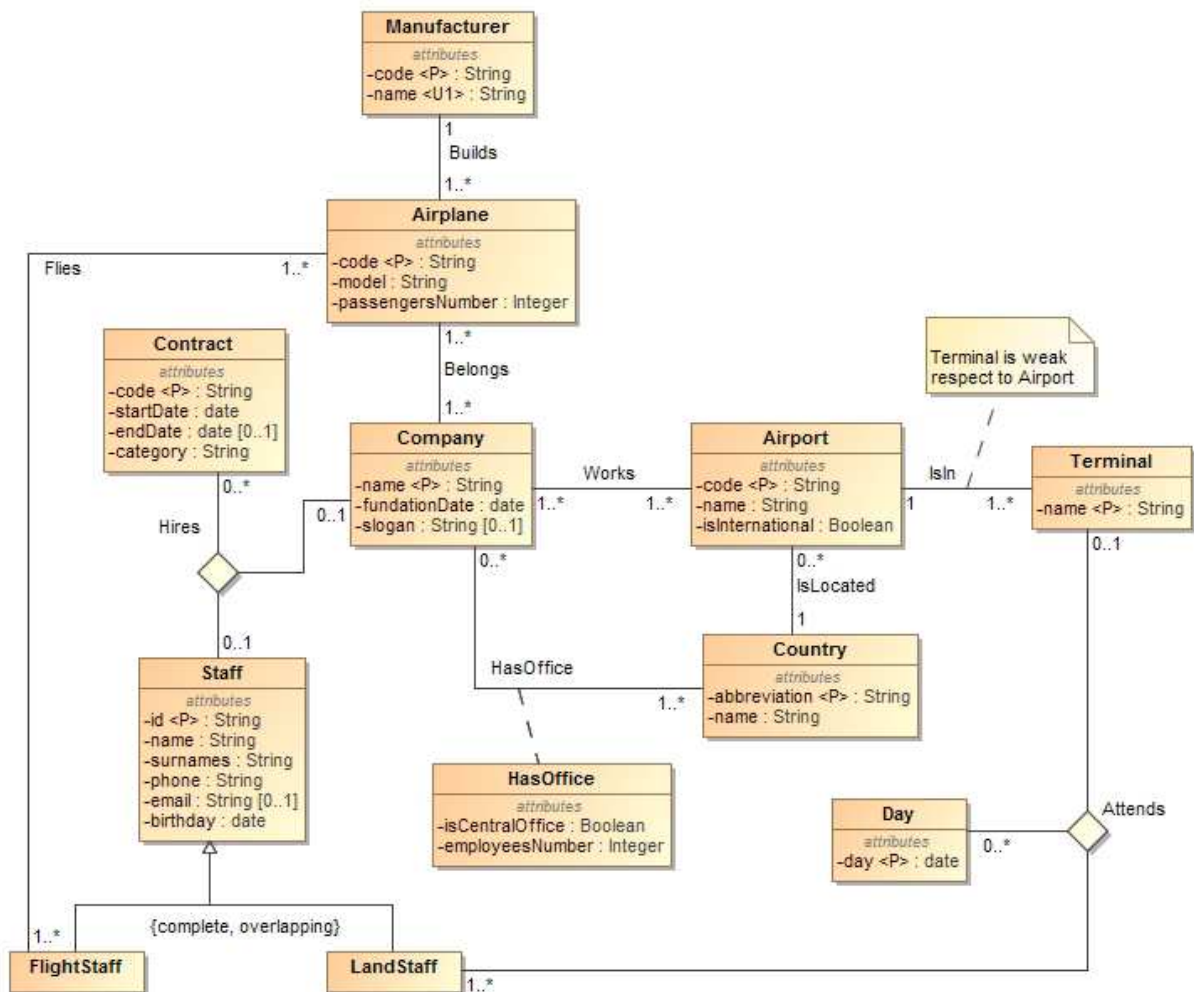 Manufacturer
attributes
-code <P> : String
-name <U1> : String
1
Builds
1..*
Airplane
attributes
-code <P> : String
-model : String
-passengersNumber : Integer
Flies
1..*
1..*
Belongs
1..*
Terminal is weak
respect to Airport
Contract
attributes
-code <P> : String
-startDate : date
-endDate : date [0..1]
-category : String
0..*
Hires
0..1
Company
attributes
-name <P> : String
-fundationDate : date
-slogan : String [0..1]
1..*
Works
1..*
Airport
attributes
-code <P> : String
-name : String
-isInternational : Boolean
1
IsIn
1..*
Terminal
attributes
-name <P> : String
0..1
0..*
0..*
IsLocated
1
0..1
Staff
attributes
-id <P> : String
-name : String
-surnames : String
-phone : String
-email : String [0..1]
-birthday : date
HasOffice
1..*
Country
attributes
-abbreviation <P> : String
-name : String
HasOffice
attributes
-isCentralOffice : Boolean
-employeesNumber : Integer
Day
attributes
-day <P> : date
0..*
Attends
{complete, overlapping}
1..*
FlightStaff
LandStaff
1..*